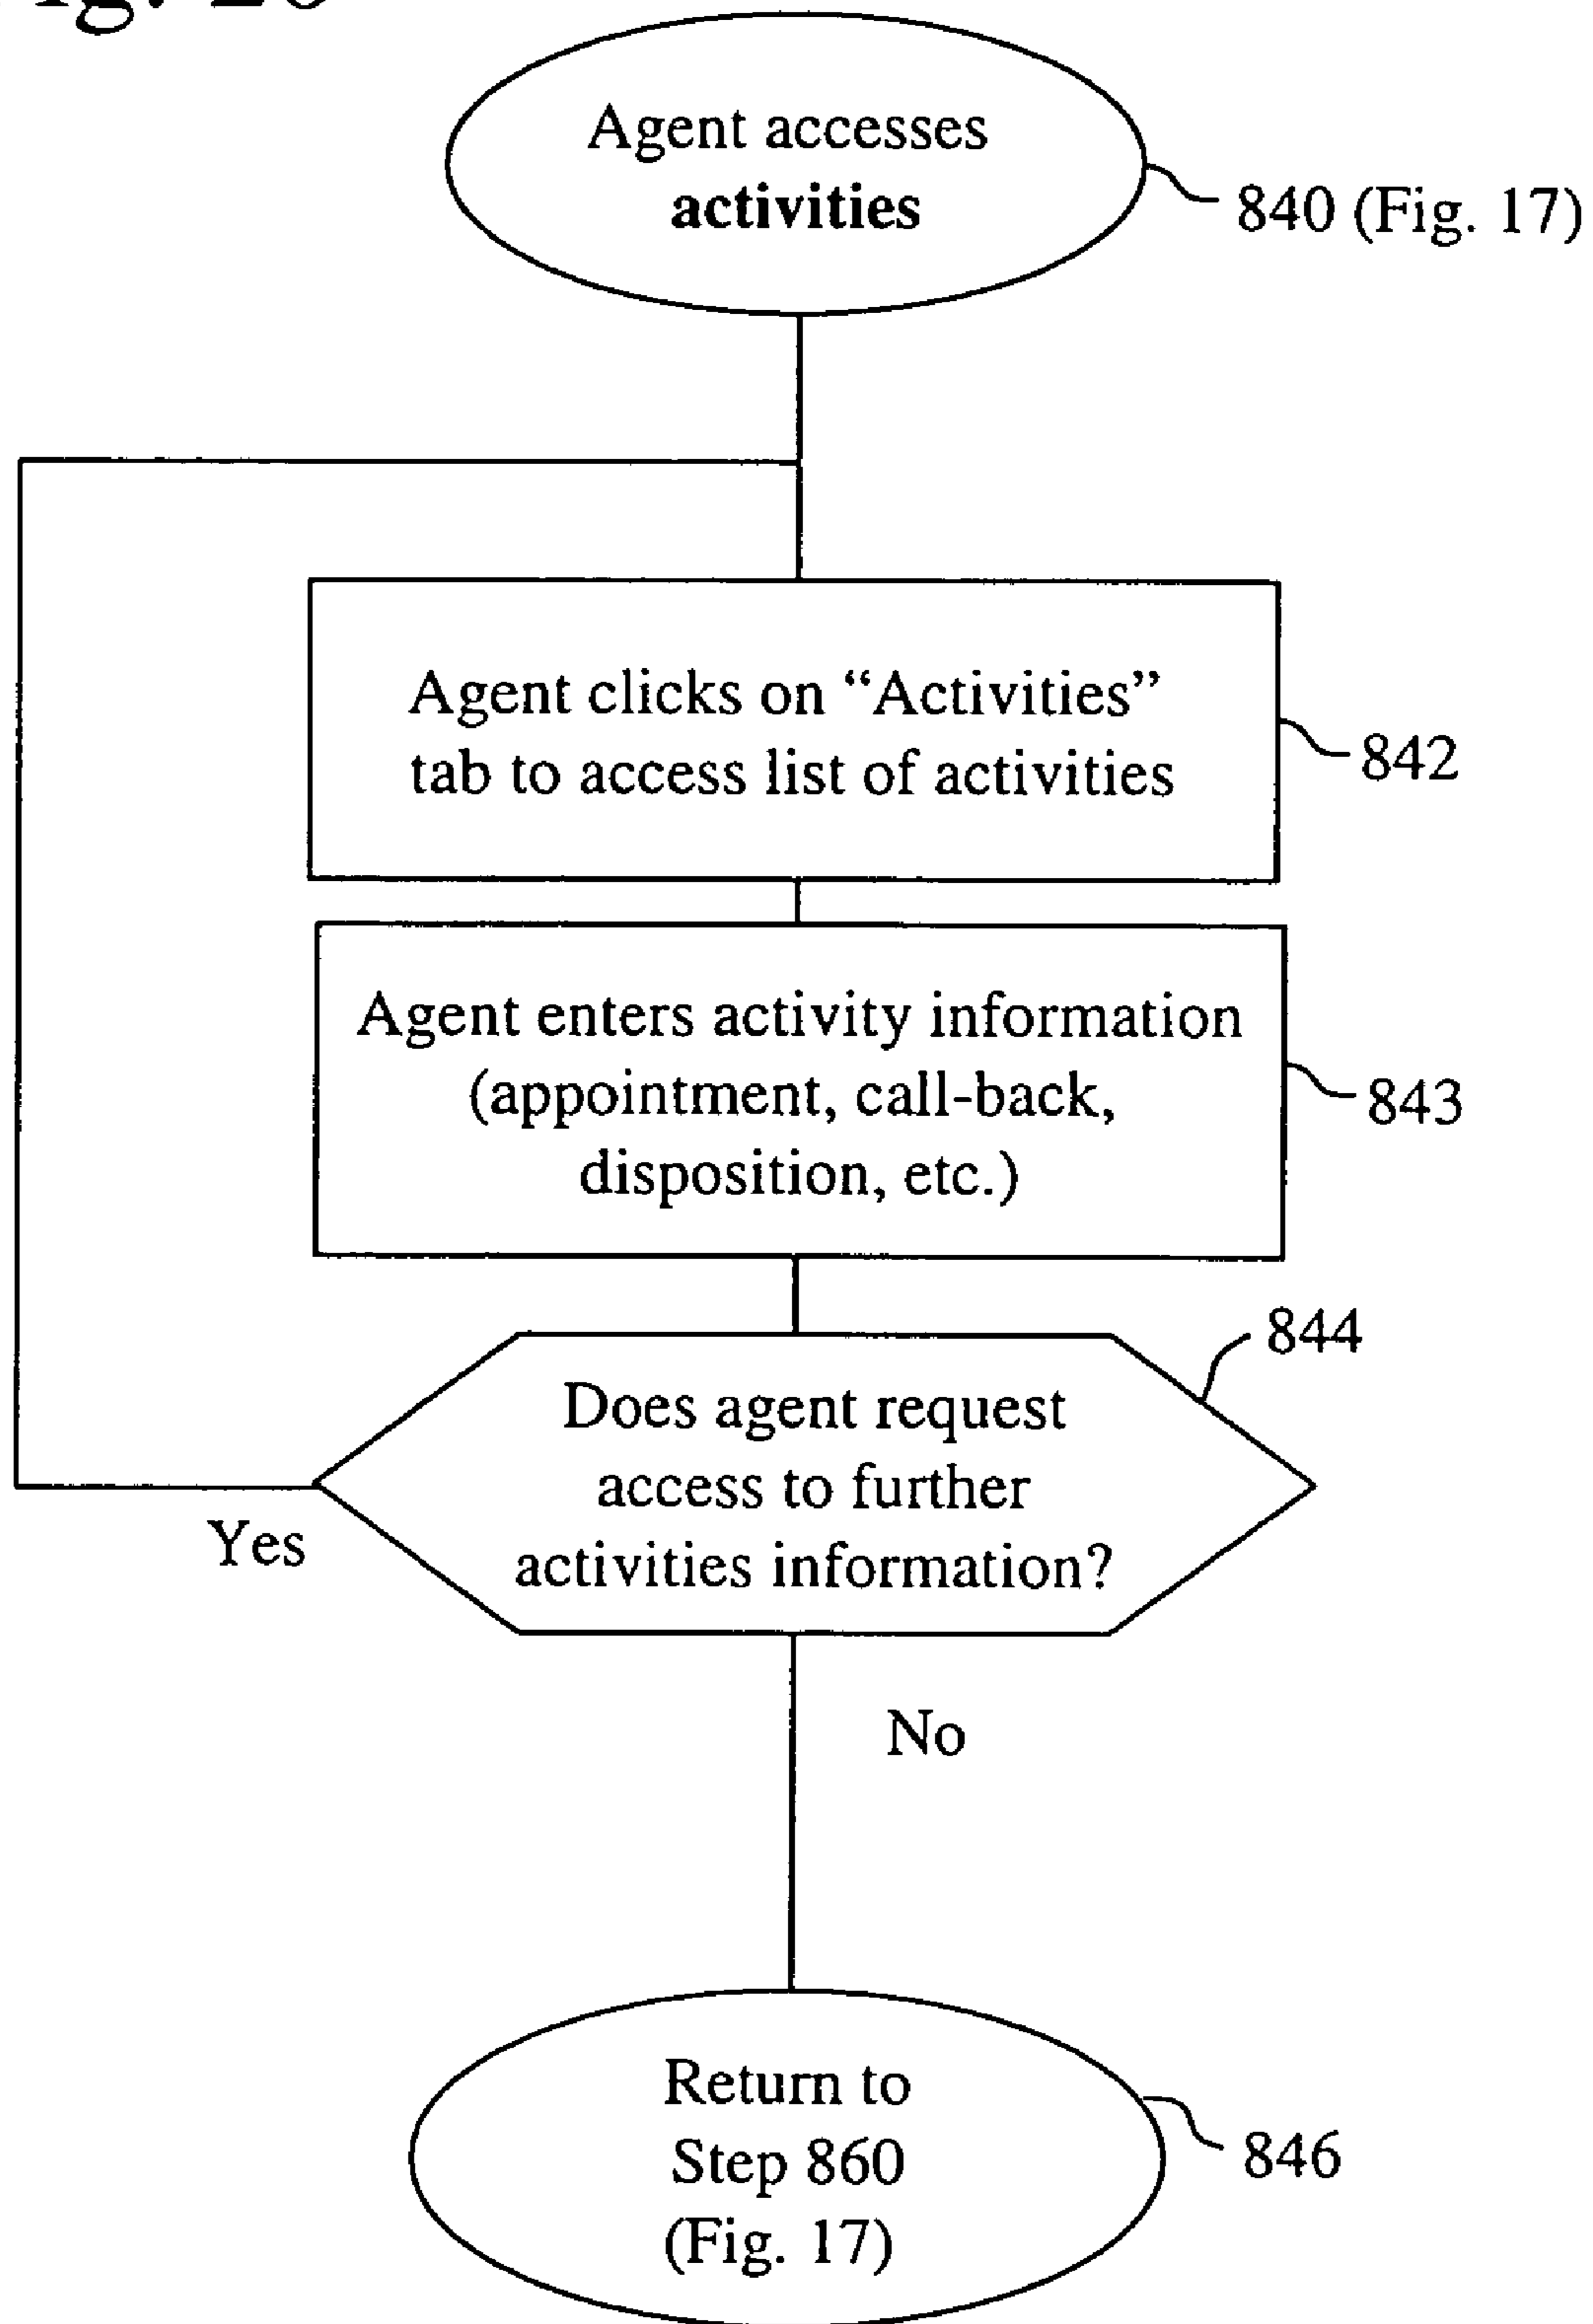 Agent accesses
activities
840 (Fig. 17)
Agent clicks on “Activities”
tab to access list of activities
842
Agent enters activity information
(appointment, call-back,
disposition, etc.)
843
844
Does agent request
access to further
activities information?
Yes
No
Return to
Step 860
(Fig. 17)
846